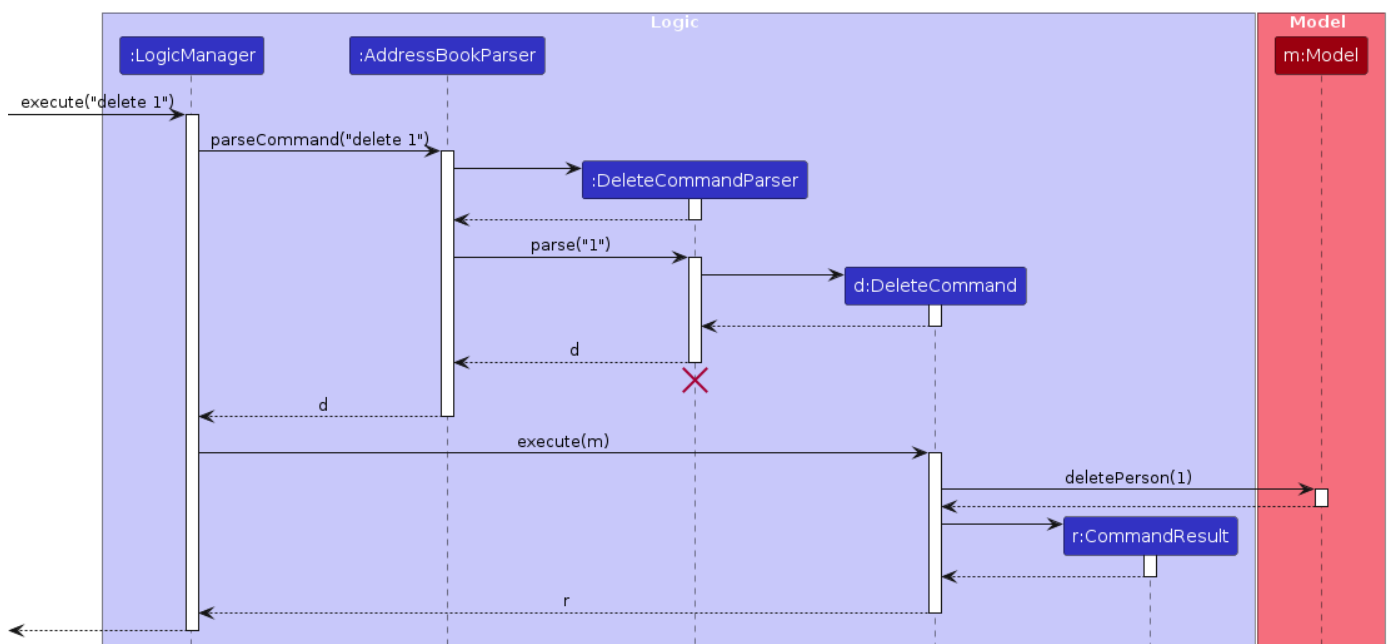 Logic
Model
:LogicManager
:AddressBookParser
m:Model
execute("delete 1")
parseCommand("delete 1")
:DeleteCommandParser
parse("1")
d:DeleteCommand
d
d
execute(m)
deletePerson(1)
r:CommandResult
r